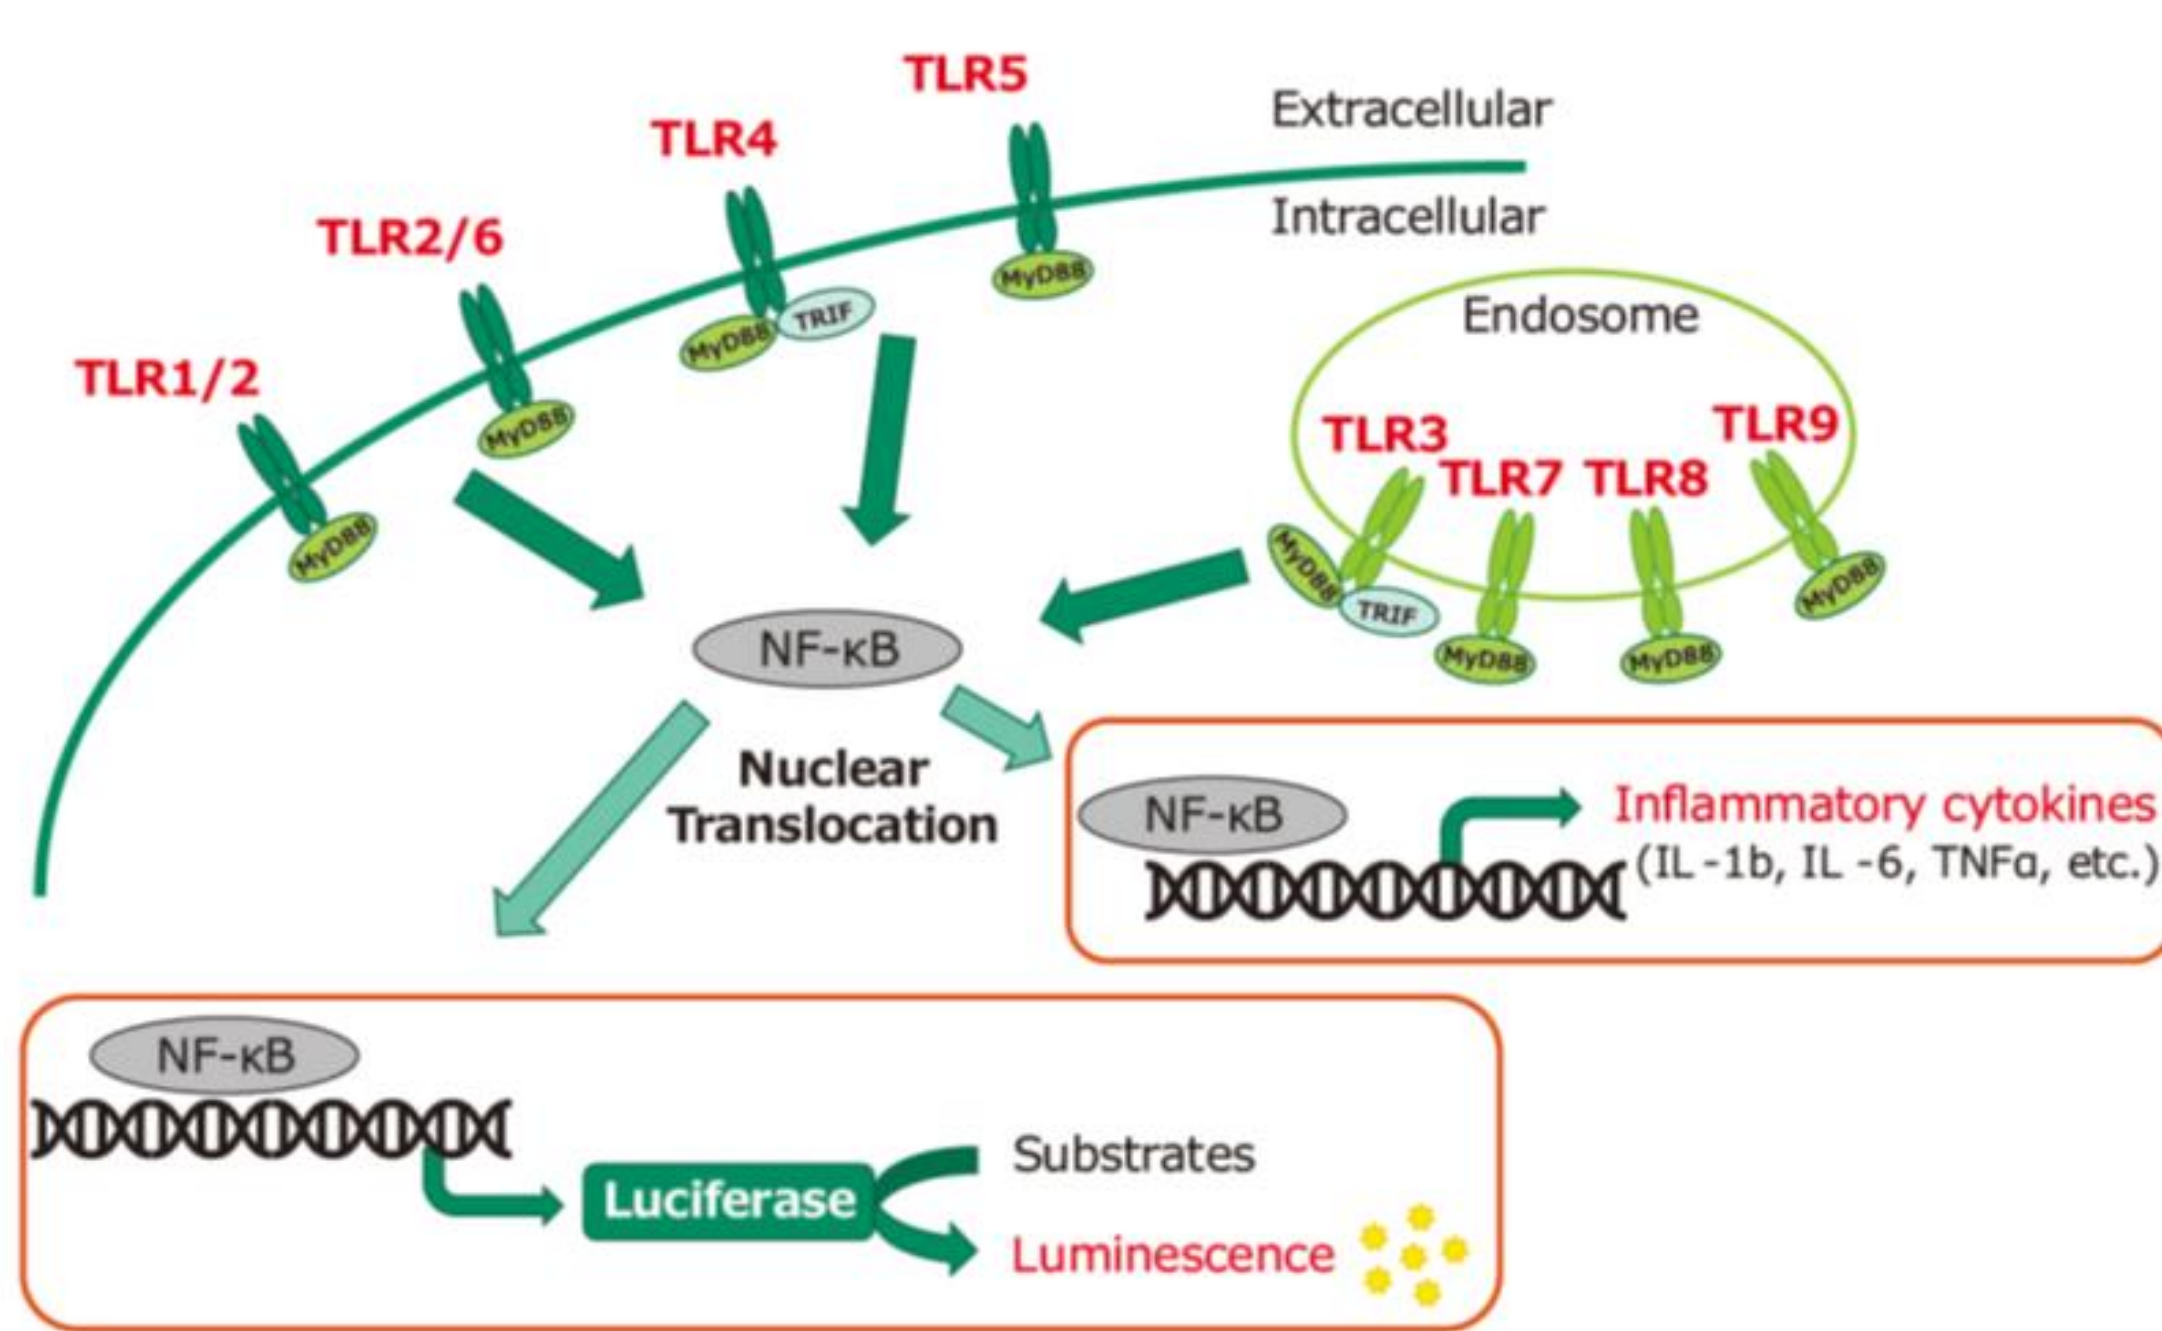 TLR5
Extracellular
TLR4
Intracellular
TLR2/6
MyD88
TRIF
MyD88
Endosome
TLR1/2
MyD88
MyD88
TLR3
TLR9
TLR7
TLR8
MyD88
TRIF
MyD88
MyD88
MyD88
NF-κB
Nuclear
Translocation
NF-κB
Inflammatory cytokines
(IL -1b, IL -6, TNFα, etc.)
NF-κB
Luciferase
Substrates
Luminescence